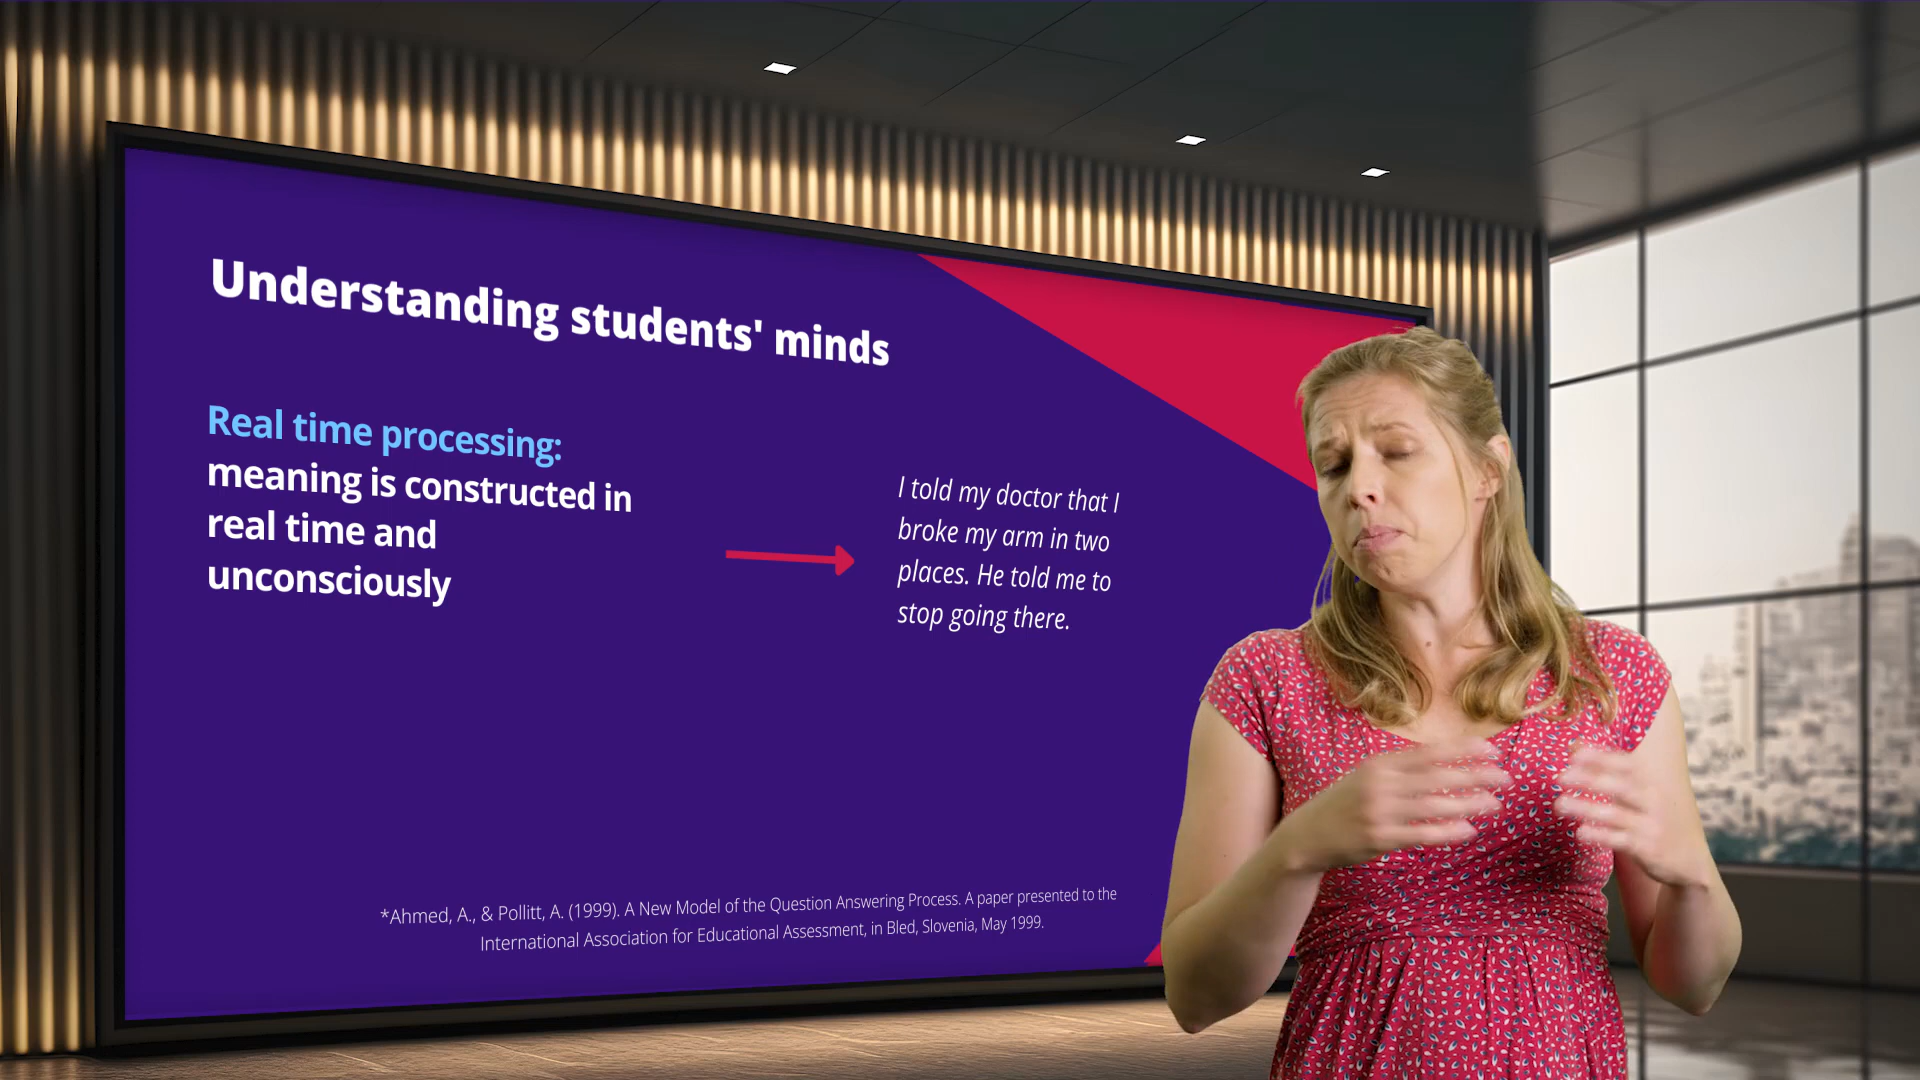 Understanding students' minds
Real time processing:
meaning is constructed in
real time and
unconsciously
I told my doctor that I
broke my arm in two
places. He told me to
stop going there.
*Ahmed, A., & Pollitt, A. (1999). A New Model of the Question Answering Process. A paper presented to the
International Association for Educational Assessment, in Bled, Slovenia, May 1999.